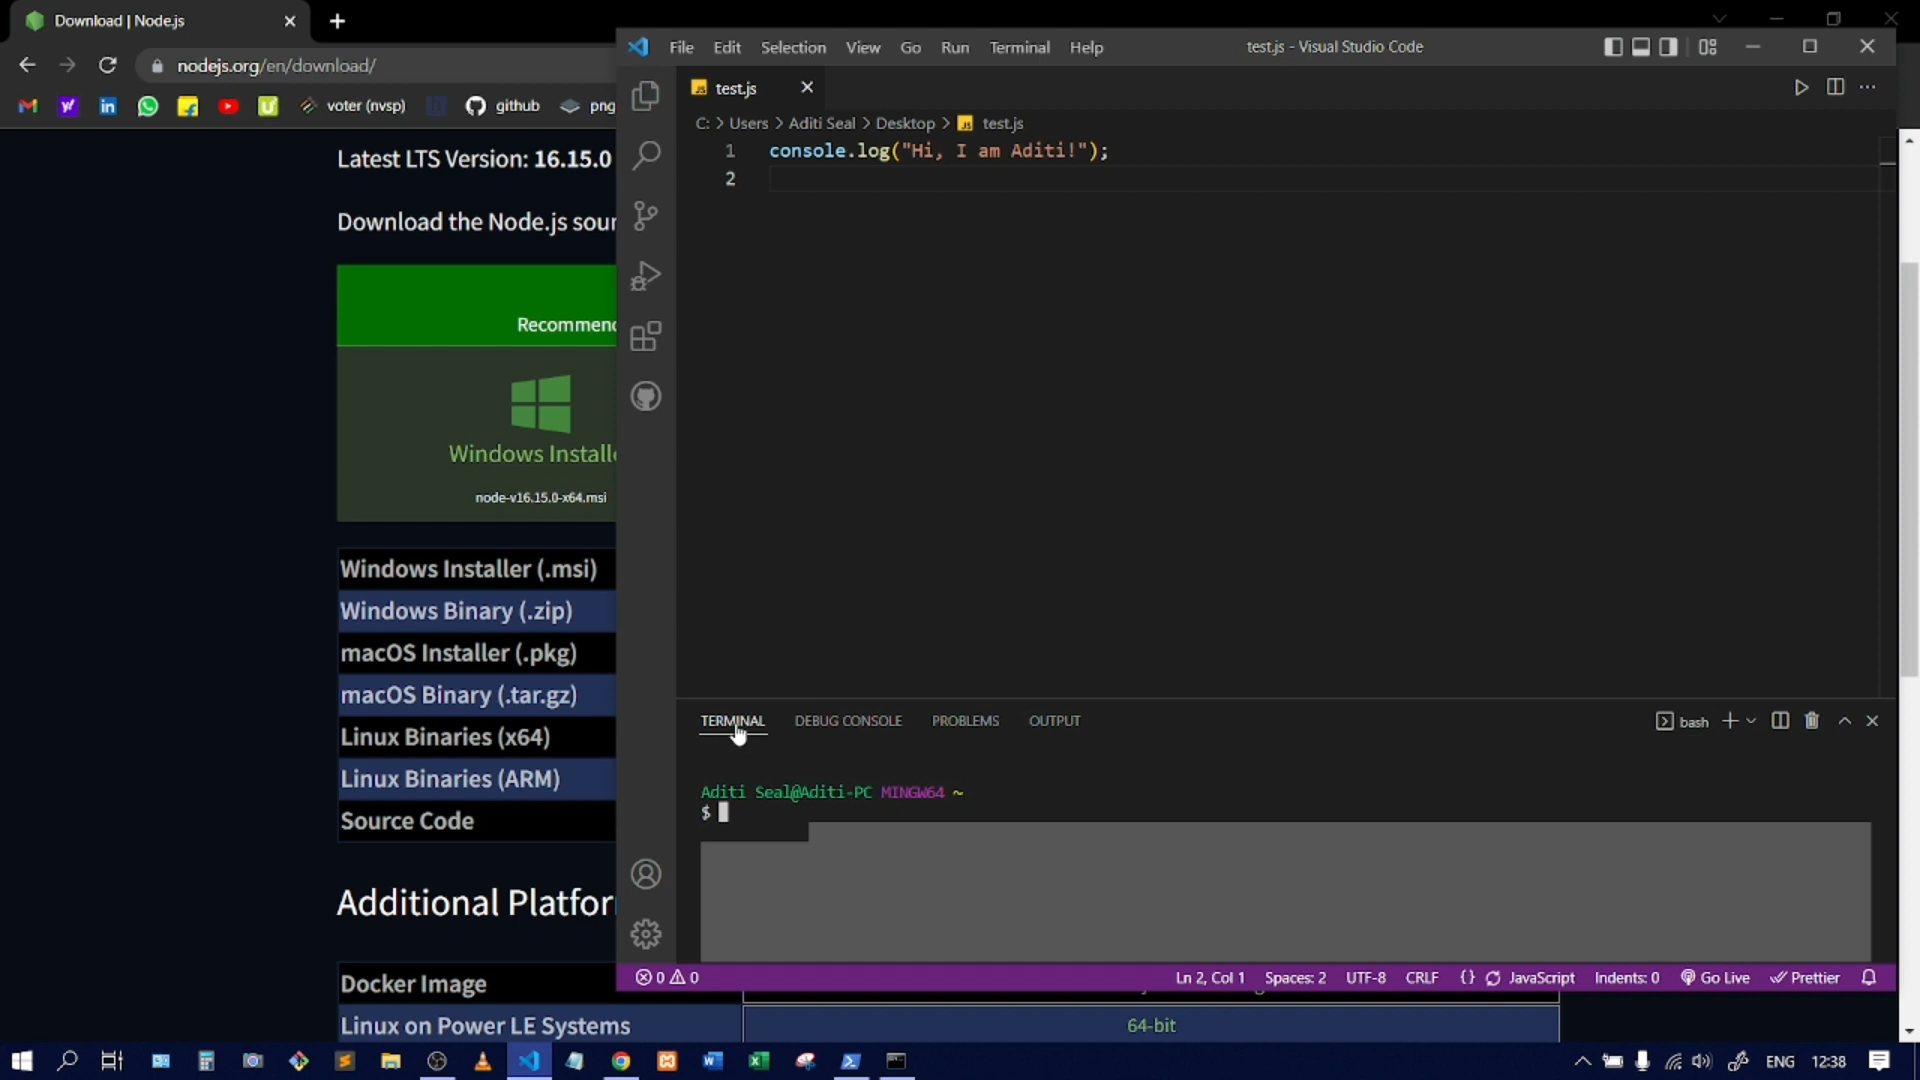 Download | Node.js
nodejs.org/en/download/
voter (nvsp)
github
png
Latest LTS Version: 16.15.0
Download the Node.js sour
Recommend
Windows Installe
node-v16.15.0-x64.msi
Windows Installer (.msi)
Windows Binary (.zip)
macOS Installer (.pkg)
macOS Binary (.tar.gz)
Linux Binaries (x64)
Linux Binaries (ARM)
Source Code
Additional Platfor
Docker Image
Linux on Power LE Systems
64-bit
File Edit Selection View Go Run Terminal Help
test.js - Visual Studio Code
test.js
C: > Users > Aditi Seal > Desktop > test.js
1 console.log("Hi, I am Aditi!");
2
TERMINAL DEBUG CONSOLE PROBLEMS OUTPUT
bash
Aditi Seal@Aditi-PC MINGW64 ~
$
0 0
Ln 2, Col 1 Spaces: 2 UTF-8 CRLF {} JavaScript Indents: 0 Go Live Prettier
ENG 12:38